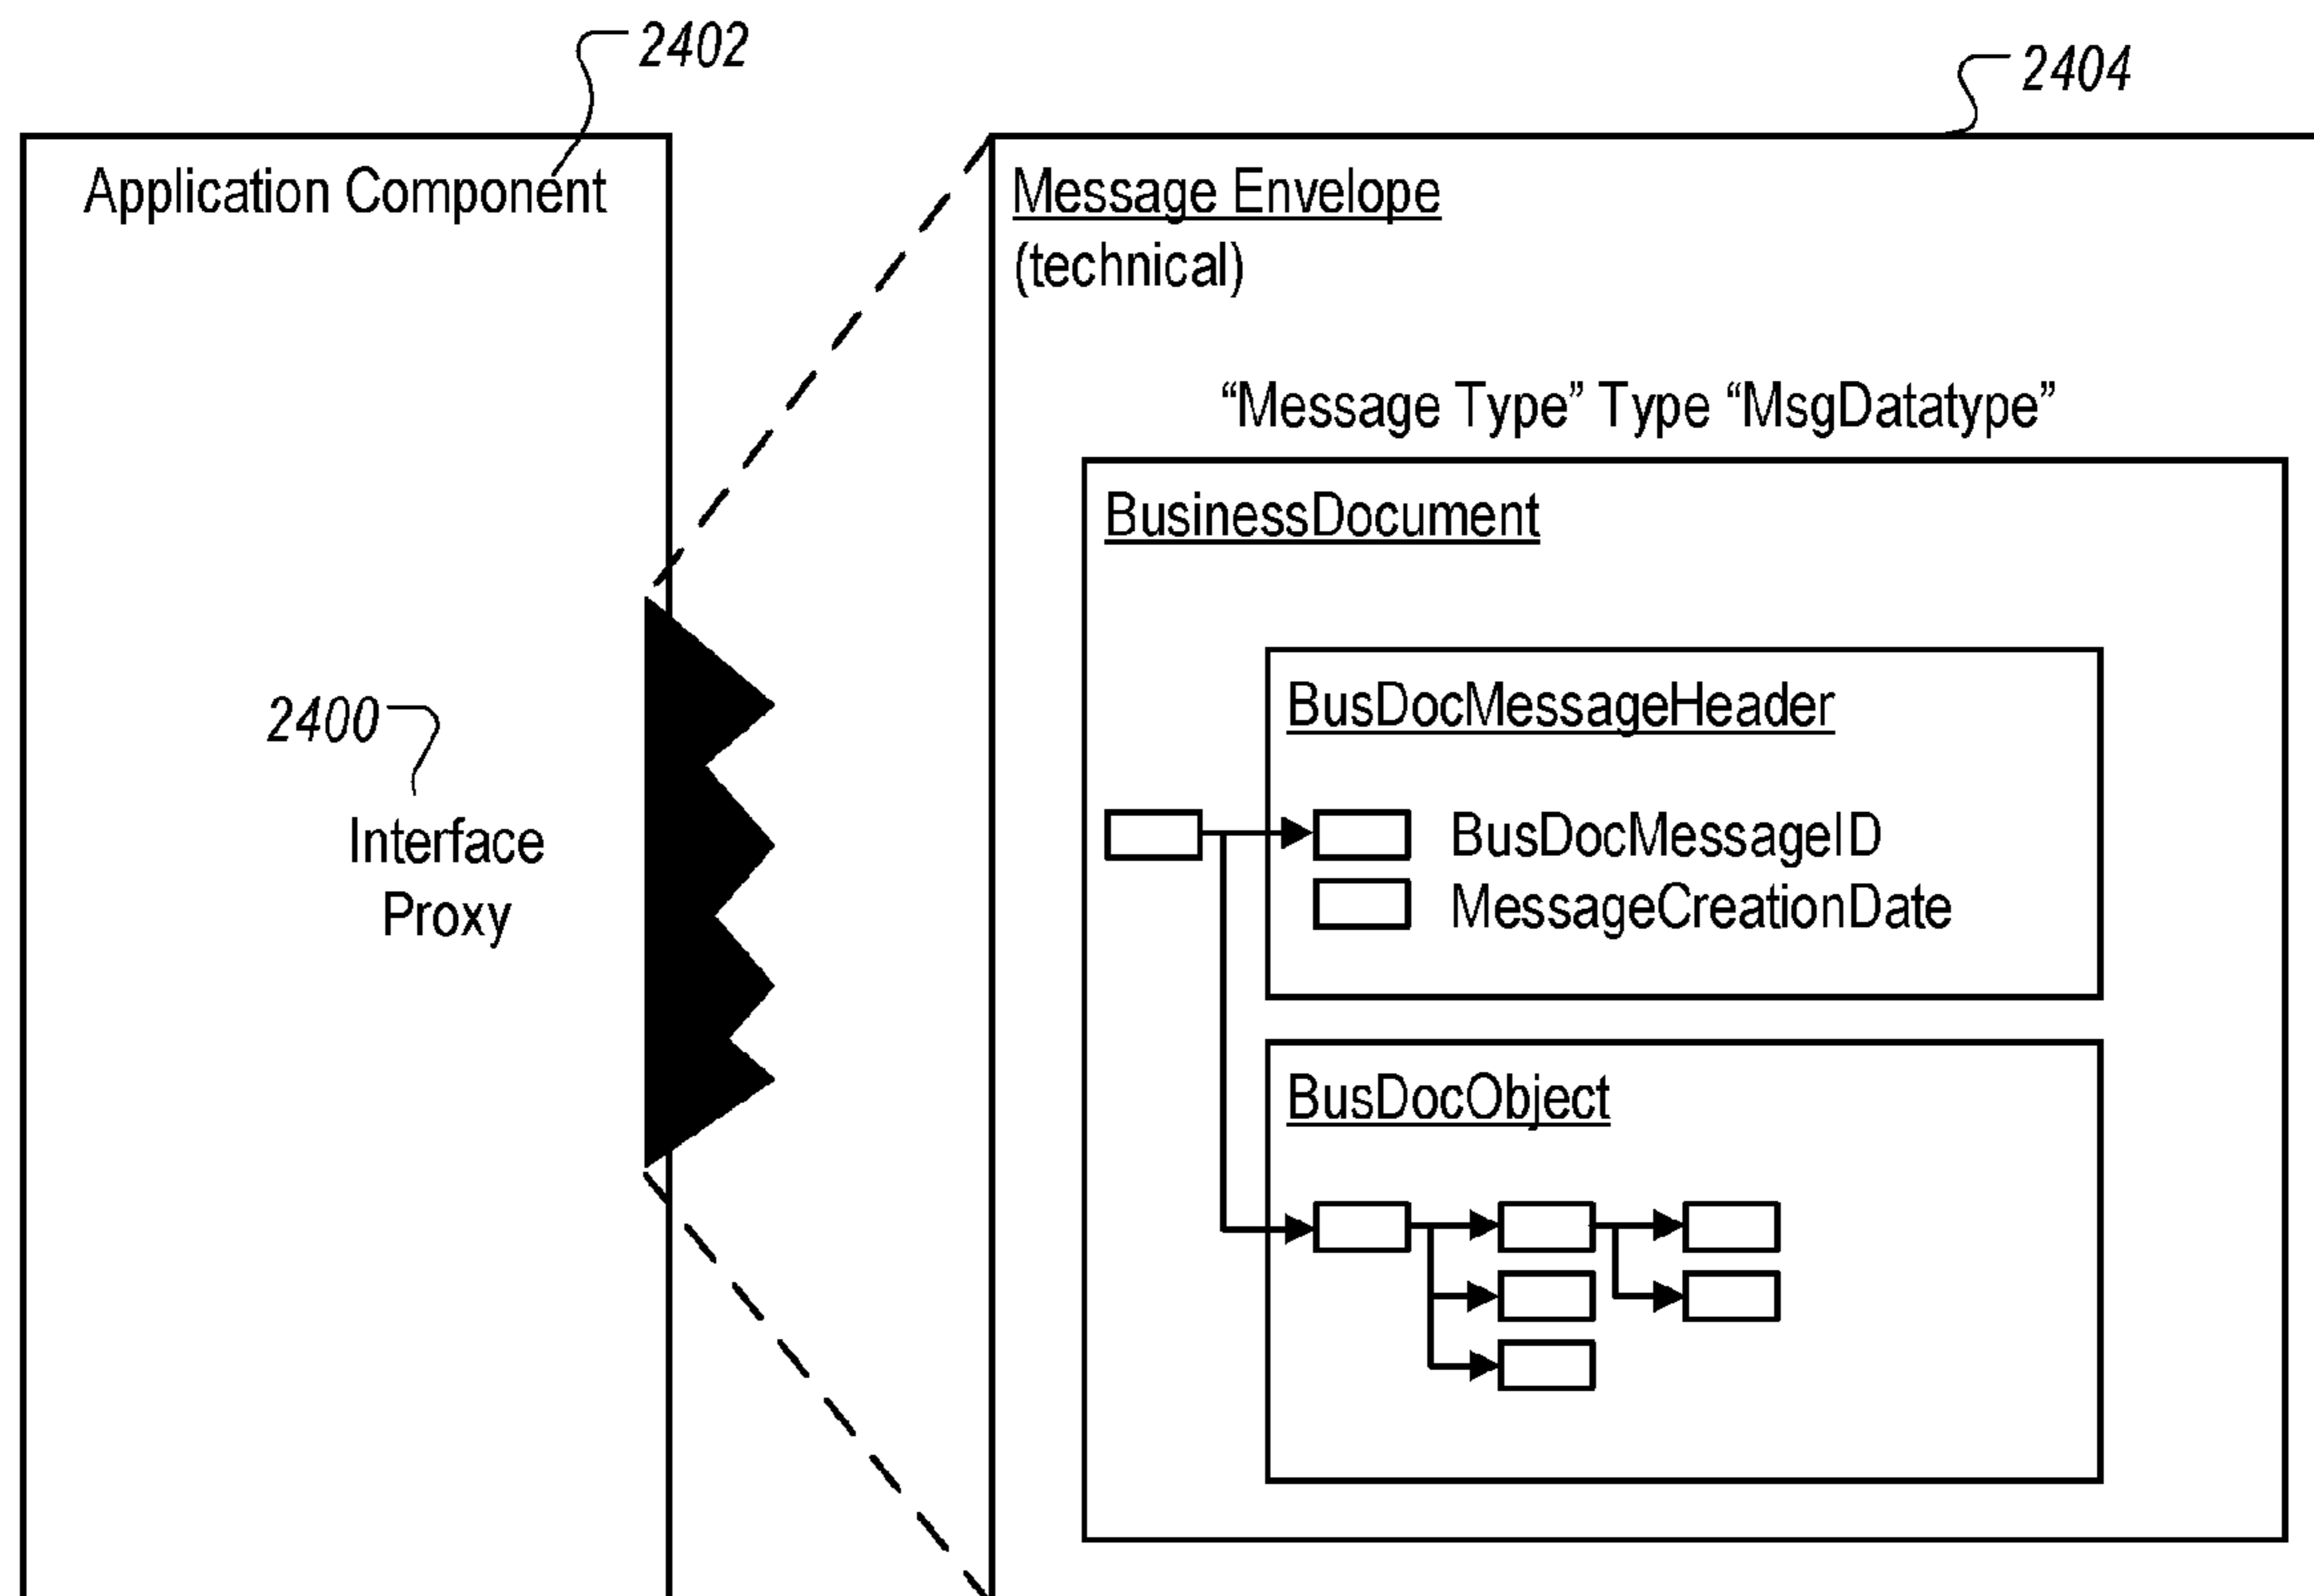 2402
2404
Application Component
Message Envelope
(technical)
“Message Type” Type “MsgDatatype”
BusinessDocument
BusDocMessageHeader
2400
Interface
Proxy
BusDocMessageID
MessageCreationDate
BusDocObject